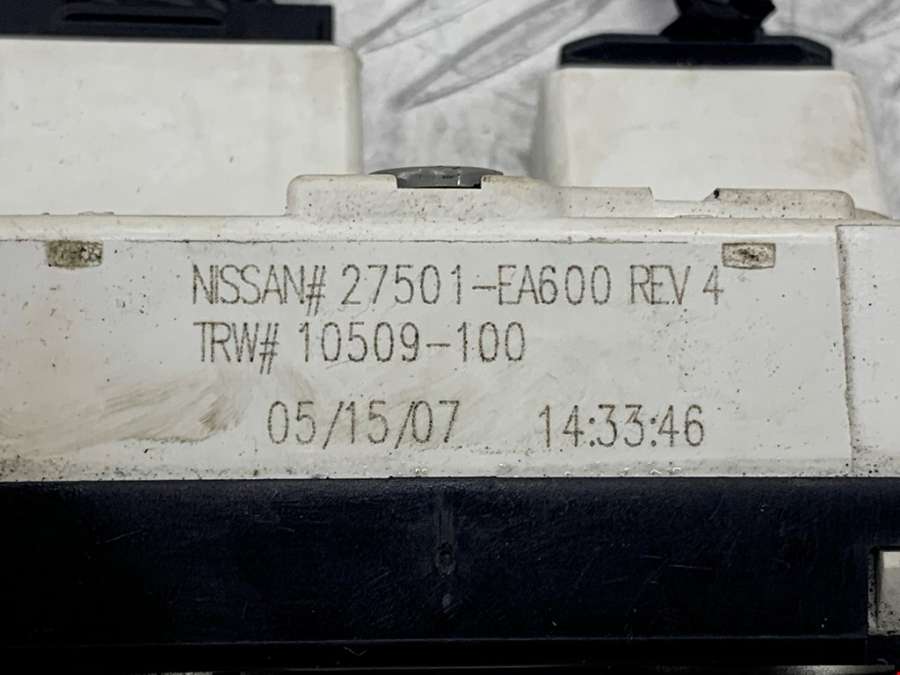 NISSAN# 27501-EA600 REV 4
TRW# 10509-100
05/15/07 14:33:46